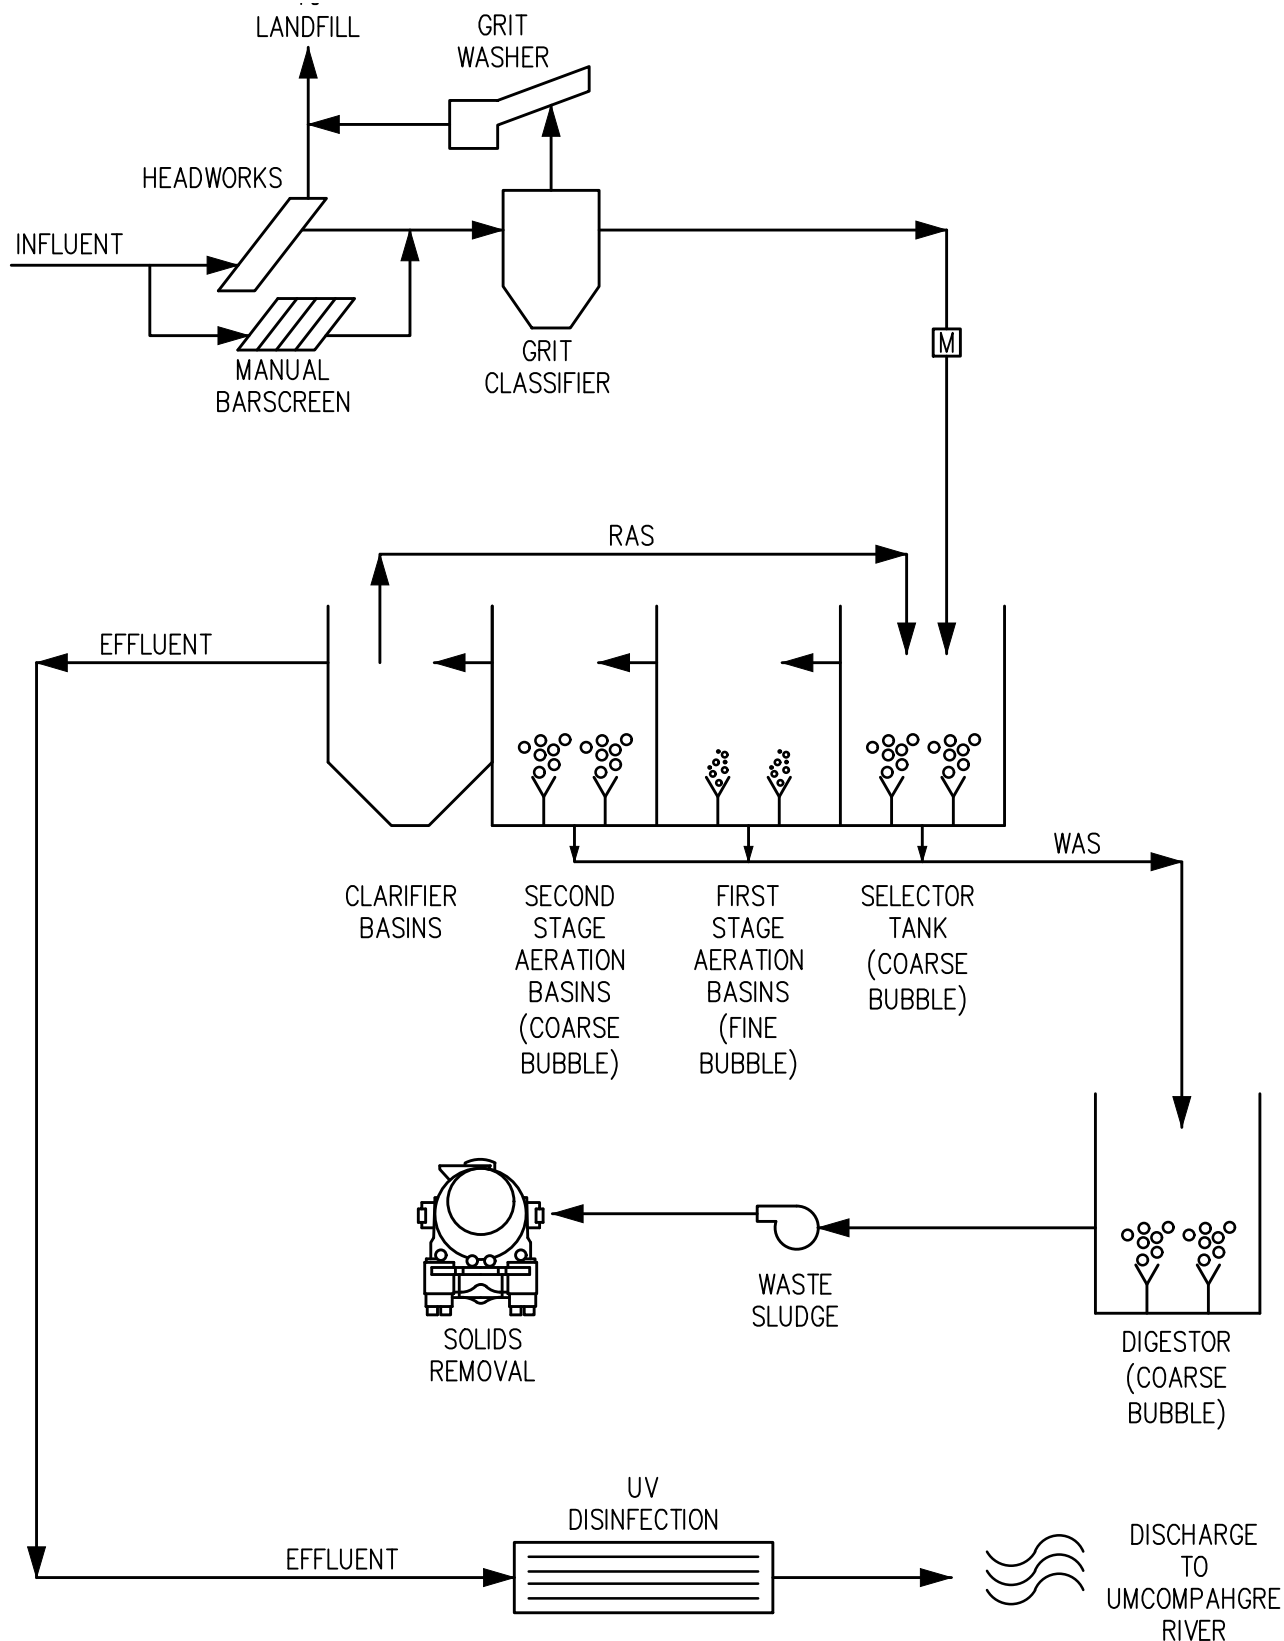 LANDFILL
GRIT
WASHER
HEADWORKS
INFLUENT
MANUAL
BARSCREEN
GRIT
CLASSIFIER
M
RAS
EFFLUENT
WAS
CLARIFIER
BASINS
SECOND
STAGE
AERATION
BASINS
(COARSE
BUBBLE)
FIRST
STAGE
AERATION
BASINS
(FINE
BUBBLE)
SELECTOR
TANK
(COARSE
BUBBLE)
WASTE
SLUDGE
SOLIDS
REMOVAL
DIGESTOR
(COARSE
BUBBLE)
UV
DISINFECTION
EFFLUENT
DISCHARGE
TO
UMCOMPAHGRE
RIVER